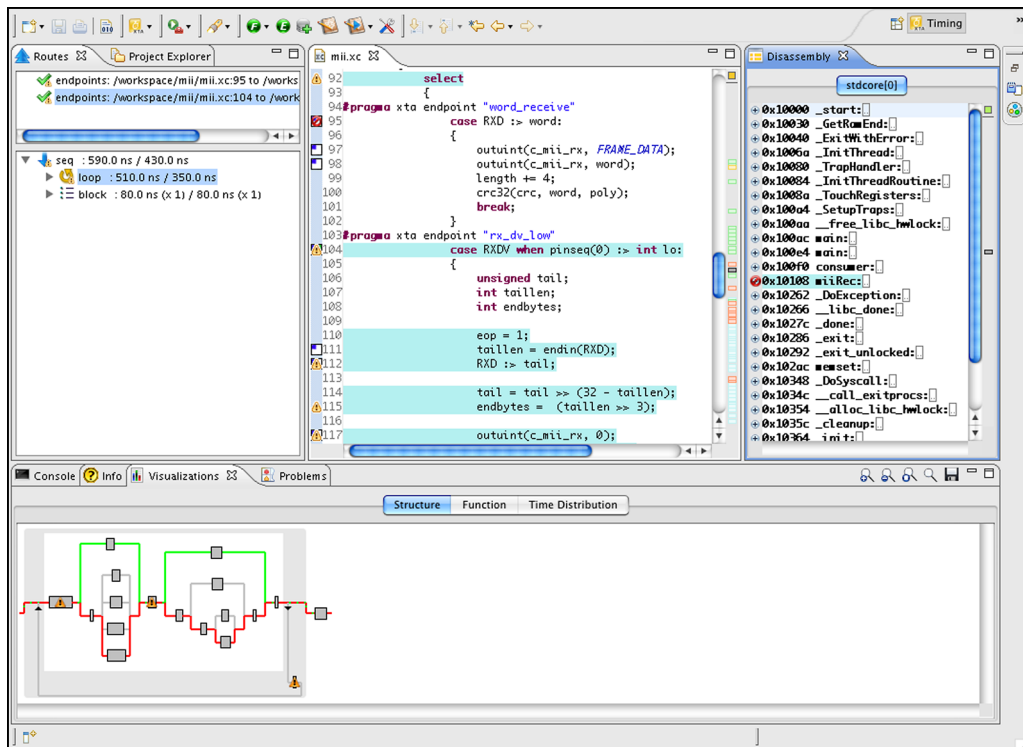 Timing
Routes
Project Explorer
endpoints: /workspace/mii/mii.xc:95 to /works
endpoints: /workspace/mii/mii.xc:104 to /work
seq : 590.0 ns / 430.0 ns
loop : 510.0 ns / 350.0 ns
block : 80.0 ns (x 1) / 80.0 ns (x 1)
mii.xc
92 select
93 {
94 #pragma xta endpoint "word_receive"
95 case RXD :> word:
96 {
97 outuint(c_mii_rx, FRAME_DATA);
98 outuint(c_mii_rx, word);
99 length += 4;
100 crc32(crc, word, poly);
101 break;
102 }
103 #pragma xta endpoint "rx_dv_low"
104 case RXDV when pinseq(0) :> int lo:
105 {
106 unsigned tail;
107 int taillen;
108 int endbytes;
109
110 eop = 1;
111 taillen = endin(RXD);
112 RXD :> tail;
113
114 tail = tail >> (32 - taillen);
115 endbytes = (taillen >> 3);
116
117 outuint(c_mii_rx, 0);
Disassembly
stdcore[0]
0x10000 _start:
0x10030 _GetRamEnd:
0x10040 _ExitWithError:
0x1006a _InitThread:
0x10080 _TrapHandler:
0x10084 _InitThreadRoutine:
0x1008a _TouchRegisters:
0x100a4 _SetupTraps:
0x100aa __free_libc_hwlock:
0x100ac main:
0x100e4 main:
0x100f0 consumer:
0x10108 miiRec:
0x10262 _DoException:
0x10266 __libc_done:
0x1027c _done:
0x10286 _exit:
0x10292 _exit_unlocked:
0x102ac memset:
0x10348 _DoSyscall:
0x1034c __call_exitprocs:
0x10354 __alloc_libc_hwlock:
0x1035c _cleanup:
0x10364 _init:
Console
Info
Visualizations
Problems
Structure
Function
Time Distribution